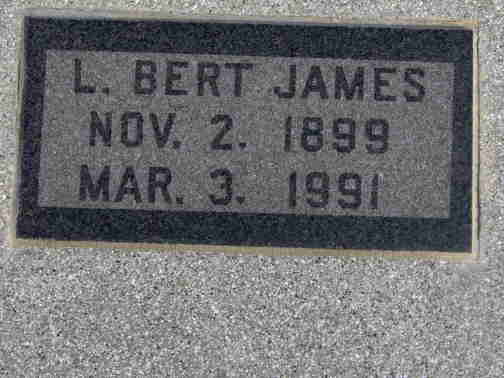 L. BERT JAMES
NOV. 2. 1899
MAR. 3. 1991